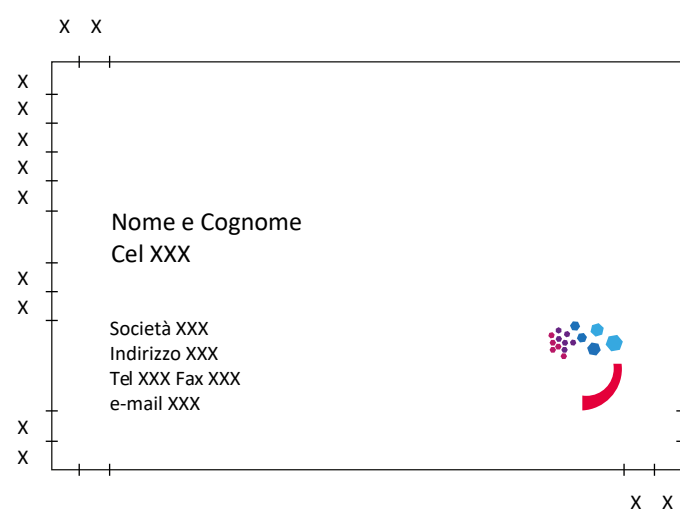 X X
X
X
X
X
X
Nome e Cognome
Cel XXX
X
X
Società XXX
Indirizzo XXX
Tel XXX Fax XXX
e-mail XXX
X
X
X X